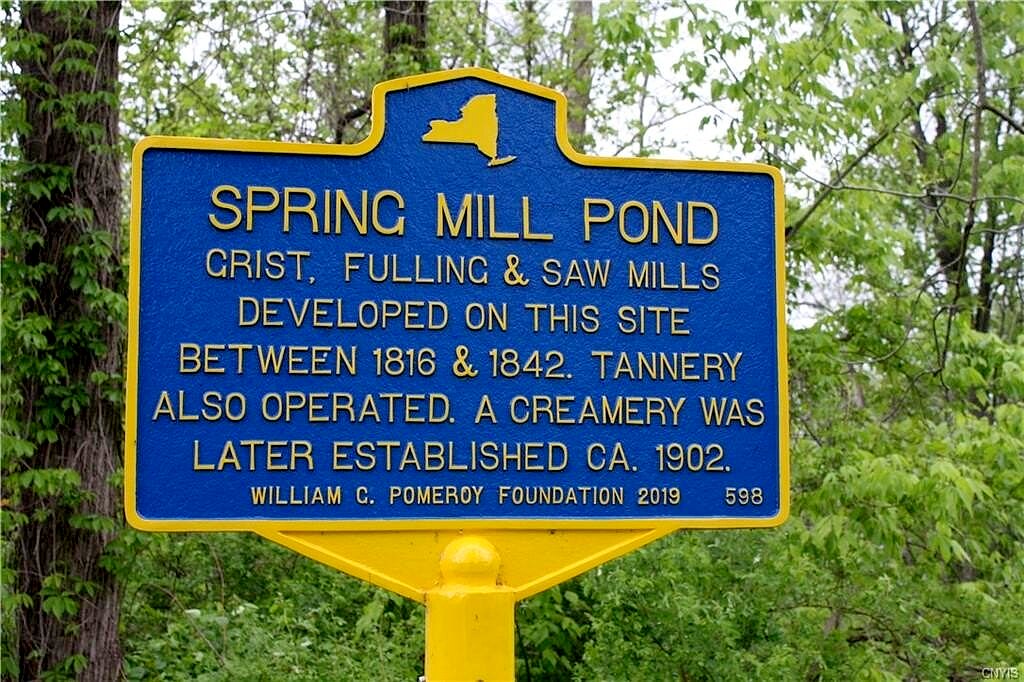 SPRING MILL POND
GRIST, FULLING & SAW MILLS
DEVELOPED ON THIS SITE
BETWEEN 1816 & 1842. TANNERY
ALSO OPERATED. A CREAMERY WAS
LATER ESTABLISHED CA. 1902.
WILLIAM G. POMEROY FOUNDATION 2019 598
CNYIS